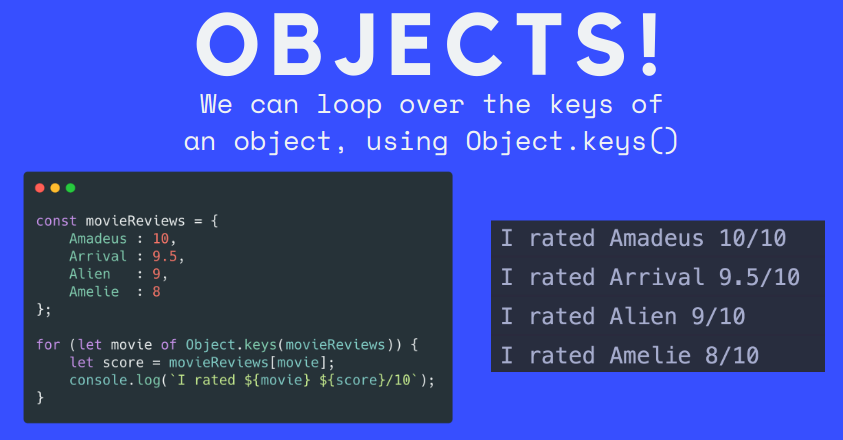 OBJECTS!
We can loop over the keys of
an object, using Object.keys()
const movieReviews = {
    Amadeus : 10,
    Arrival : 9.5,
    Alien   : 9,
    Amelie  : 8
};

for (let movie of Object.keys(movieReviews)) {
    let score = movieReviews[movie];
    console.log(`I rated ${movie} ${score}/10`);
}
I rated Amadeus 10/10
I rated Arrival 9.5/10
I rated Alien 9/10
I rated Amelie 8/10